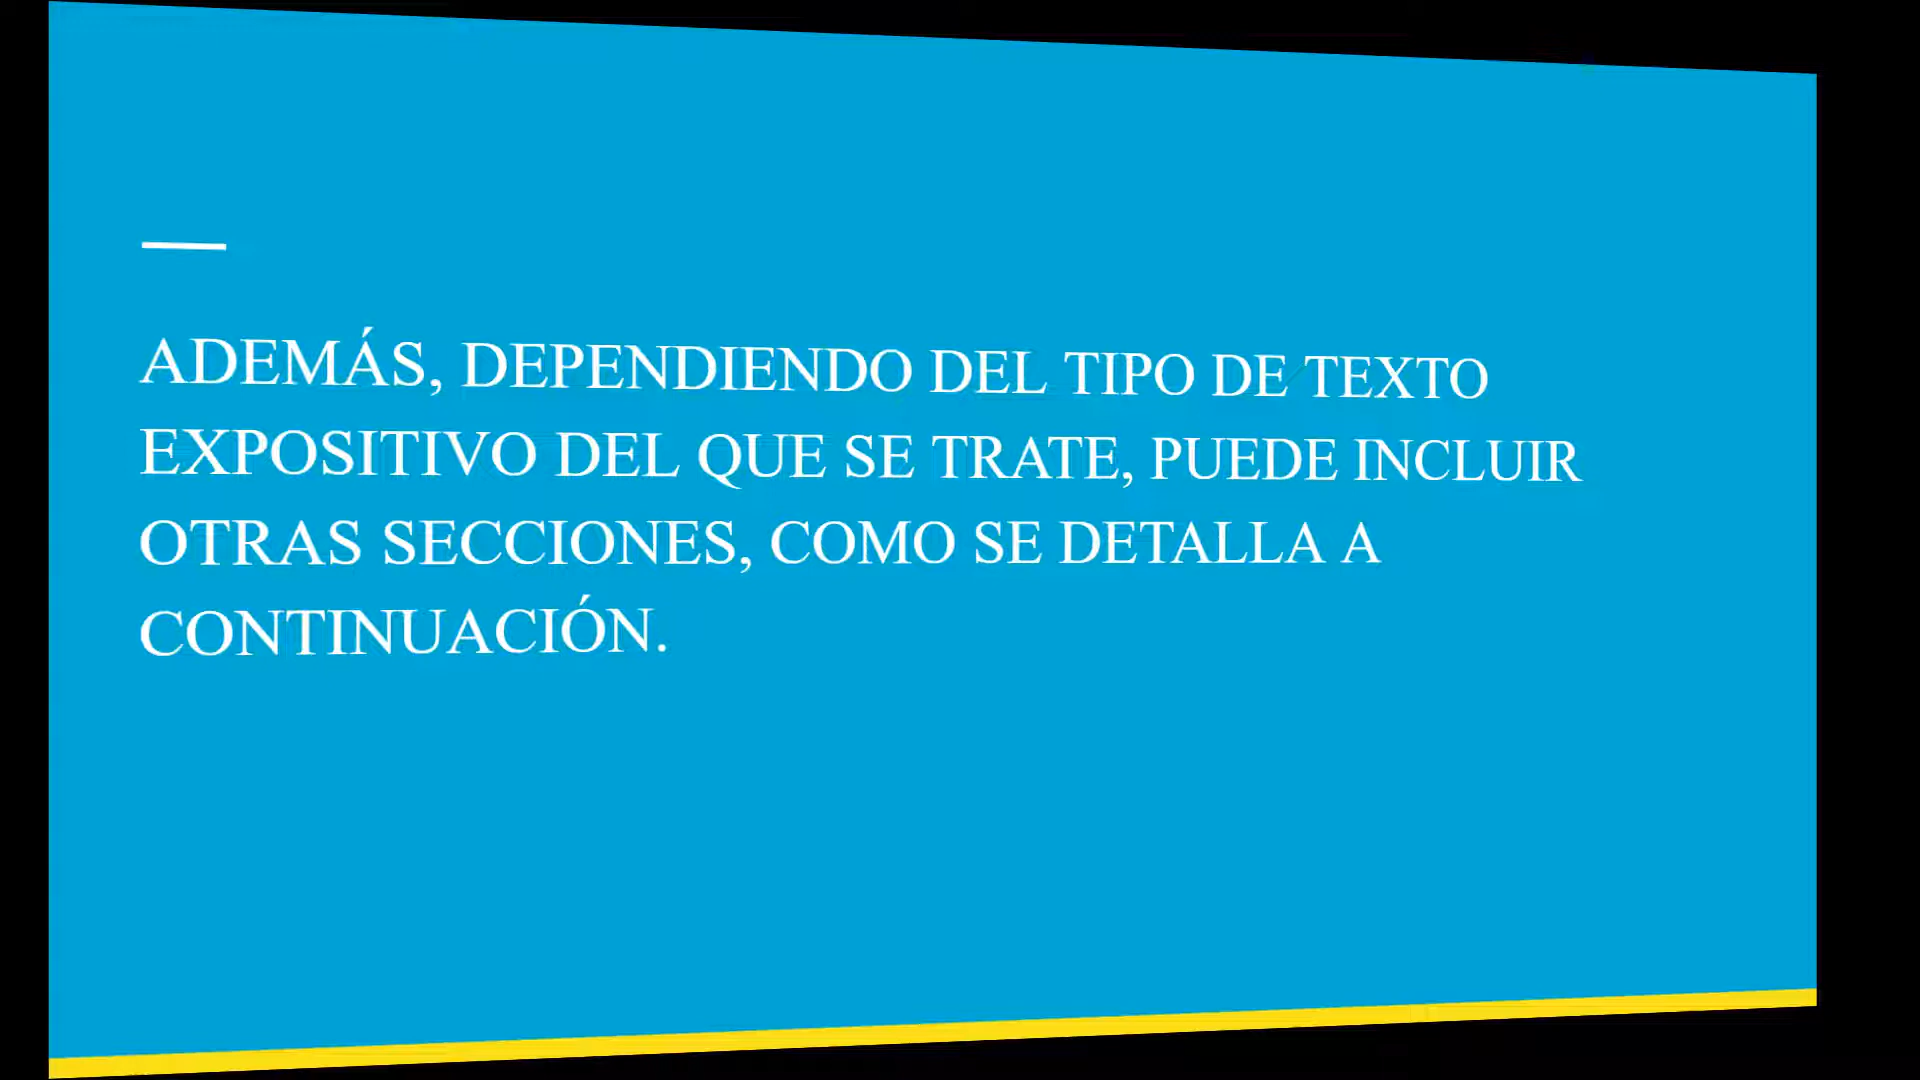 ADEMÁS, DEPENDIENDO DEL TIPO DE TEXTO
EXPOSITIVO DEL QUE SE TRATE, PUEDE INCLUIR
OTRAS SECCIONES, COMO SE DETALLA A
CONTINUACIÓN.